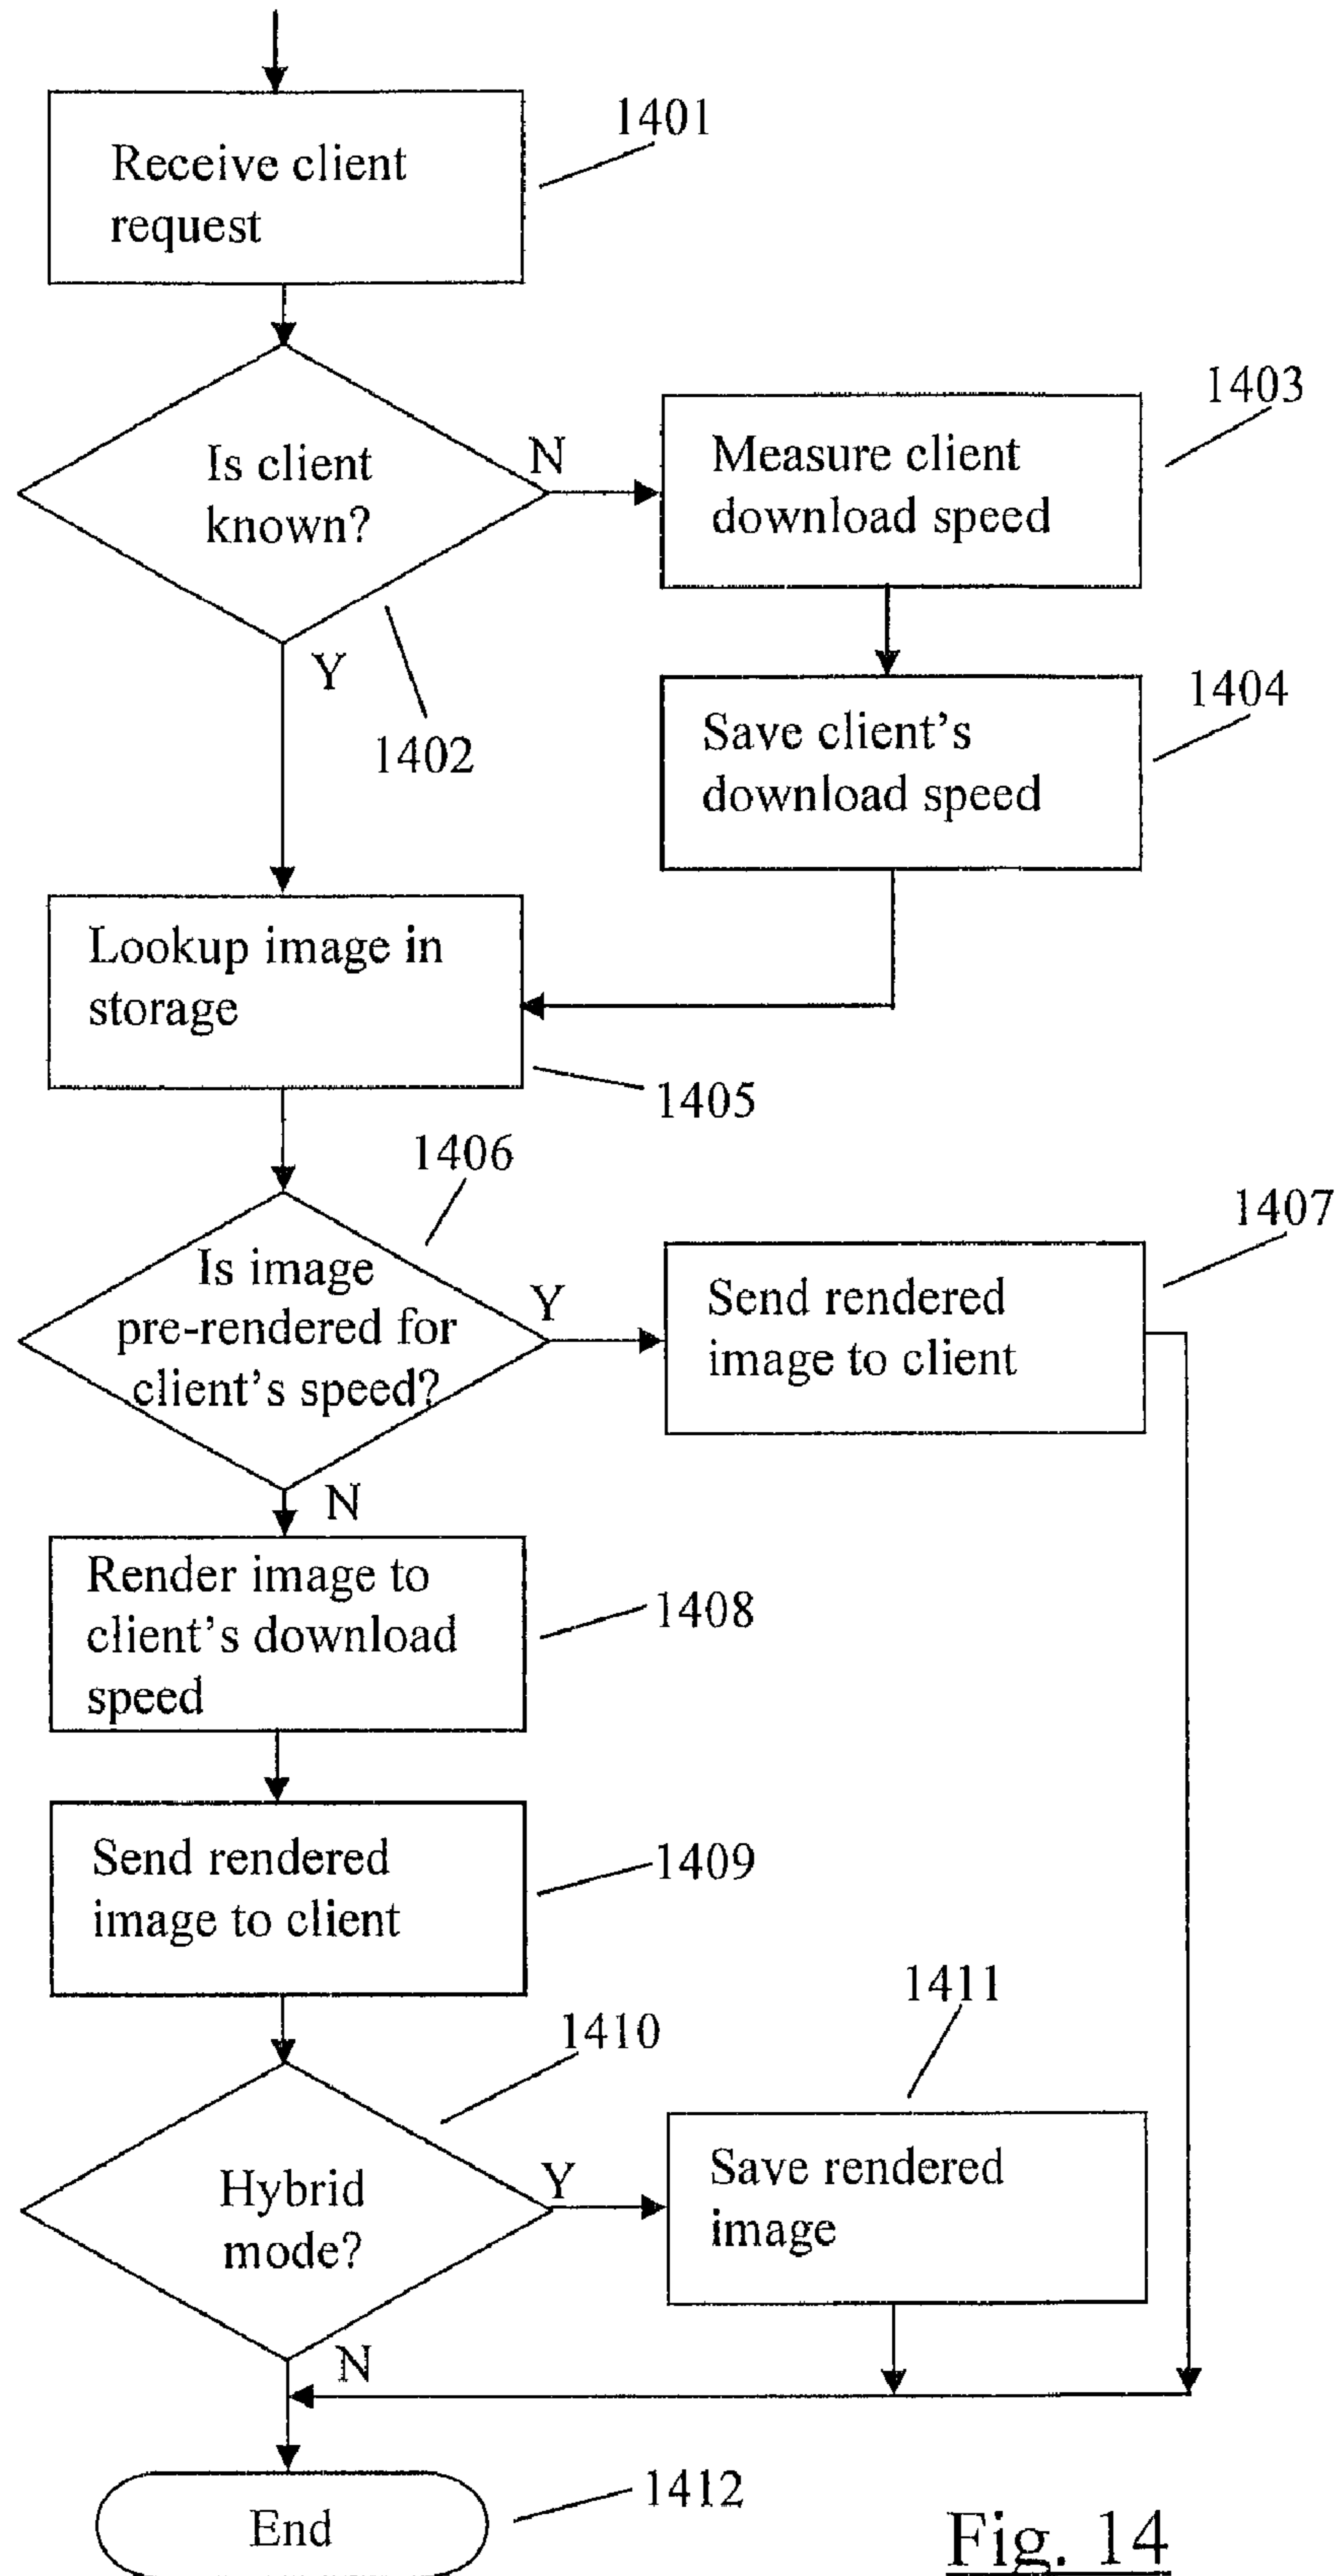 1401
Receive client
request
1403
Is client
known?
N
Measure client
download speed
Y
1402
1404
Save client's
download speed
Lookup image in
storage
1405
1406
1407
Is image
pre-rendered for
client's speed?
Y
Send rendered
image to client
N
Render image to
client's download
speed
1408
Send rendered
image to client
1409
1411
1410
Hybrid
mode?
Y
Save rendered
image
N
1412
End
Fig. 14